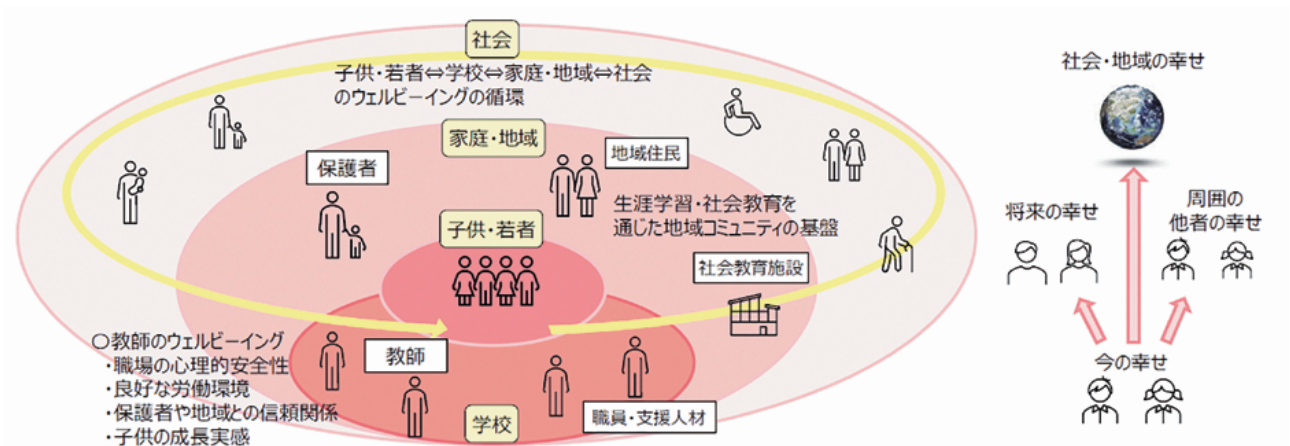 社会
子供・若者⇔学校⇔家庭・地域⇔社会
のウェルビーイングの循環
家庭・地域
地域住民
保護者
生涯学習・社会教育を
通じた地域コミュニティの基盤
子供・若者
社会教育施設
〇教師のウェルビーイング
・職場の心理的安全性
・良好な労働環境
・保護者や地域との信頼関係
・子供の成長実感
教師
職員・支援人材
学校
社会・地域の幸せ
将来の幸せ
周囲の
他者の幸せ
今の幸せ